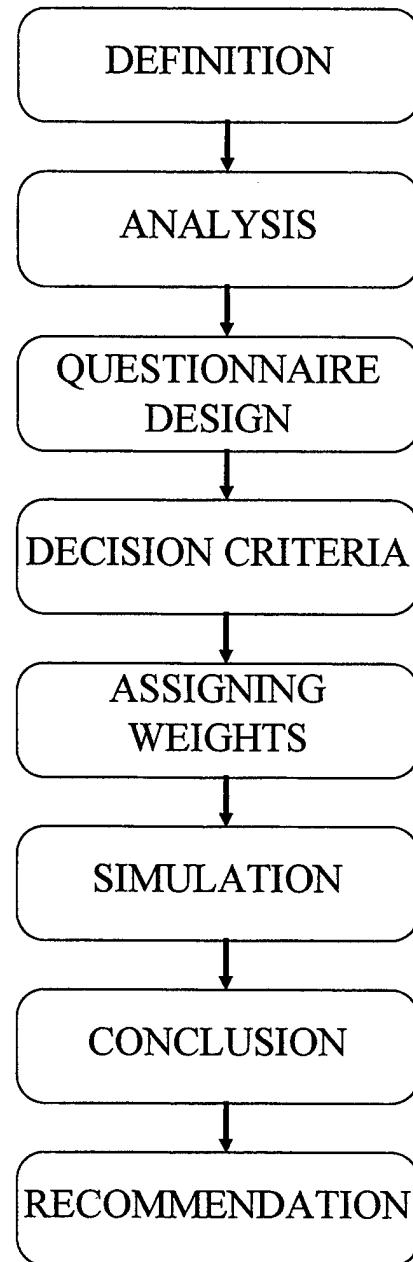 DEFINITION
ANALYSIS
QUESTIONNAIRE
DESIGN
DECISION CRITERIA
ASSIGNING
WEIGHTS
SIMULATION
CONCLUSION
RECOMMENDATION